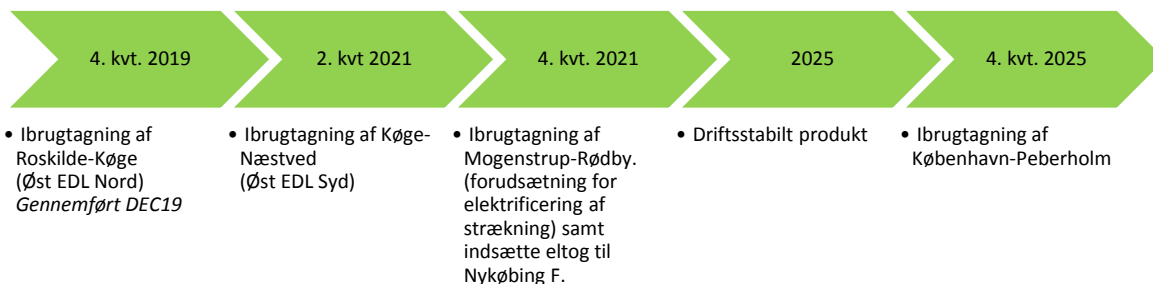 4. kvt. 2019
2. kvt 2021
4. kvt. 2021
2025
4. kvt. 2025
• Ibrugtagning af
Roskilde-Køge
(Øst EDL Nord)
Gennemført DEC19
• Ibrugtagning af Køge-
Næstved
(Øst EDL Syd)
• Ibrugtagning af
Mogenstrup-Rødby.
(forudsætning for
elektrificering af
strækning) samt
indsætte eltog til
Nykøbing F.
• Driftsstabilt produkt
• Ibrugtagning af
København-Peberholm